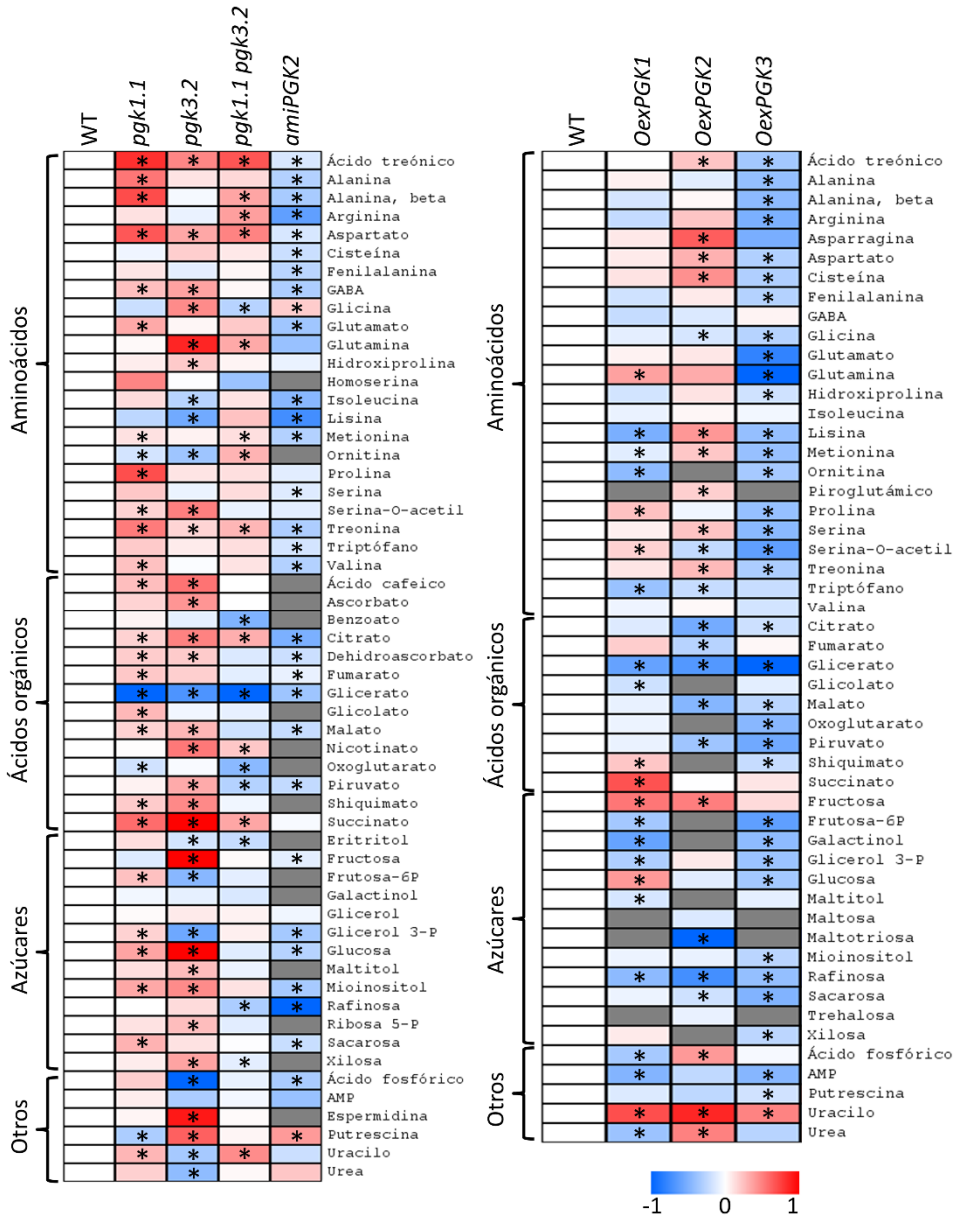 WT
pgk1.1
pgk3.2
pgk1.1 pgk3.2
amiPGK2
Aminoácidos
* * * * Ácido treónico
* * Alanina
* * * Alanina, beta
* * Arginina
* * * * Aspartato
* Cisteína
* Fenilalanina
* * * GABA
* * * Glicina
* * Glutamato
* * Glutamina
* Hidroxiprolina
Homoserina
* * Isoleucina
* * Lisina
* * * Metionina
* * * Ornitina
* Prolina
* Serina
* * Serina-O-acetil
* * * * Treonina
* Triptófano
* * Valina
Ácidos orgánicos
* * Ácido cafeico
* Ascorbato
* Benzoato
* * * * Citrato
* * * Dehidroascorbato
* * Fumarato
* * * * Glicerato
* Glicolato
* * * Malato
* * Nicotinato
* * Oxoglutarato
* * * Piruvato
* * Shiquimato
* * * Succinato
Azúcares
* * Eritritol
* * Fructosa
* * Frutosa-6P
Galactinol
Glicerol
* * * Glicerol 3-P
* * * Glucosa
* Maltitol
* * * Mioinositol
* * Rafinosa
* Ribosa 5-P
* * Sacarosa
* * Xilosa
Otros
* * Ácido fosfórico
AMP
* Espermidina
* * * Putrescina
* * * Uracilo
* Urea
WT
OexPGK1
OexPGK2
OexPGK3
Aminoácidos
* * Ácido treónico
* Alanina
* Alanina, beta
* Arginina
* Asparragina
* * Aspartato
* * Cisteína
* Fenilalanina
GABA
* * Glicina
* Glutamato
* * Glutamina
* Hidroxiprolina
Isoleucina
* * * Lisina
* * * Metionina
* * Ornitina
* Piroglutámico
* * Prolina
* * Serina
* * * Serina-O-acetil
* * Treonina
* * Triptófano
Valina
Ácidos orgánicos
* * Citrato
* Fumarato
* * * Glicerato
* Glicolato
* * Malato
* Oxoglutarato
* * Piruvato
* * Shiquimato
* Succinato
Azúcares
* * Fructosa
* * Frutosa-6P
* * Galactinol
* * Glicerol 3-P
* * Glucosa
* Maltitol
Maltosa
* Maltotriosa
* Mioinositol
* * * Rafinosa
* * Sacarosa
Trehalosa
* Xilosa
Otros
* * Ácido fosfórico
* * AMP
* Putrescina
* * * Uracilo
* * Urea
-1 0 1